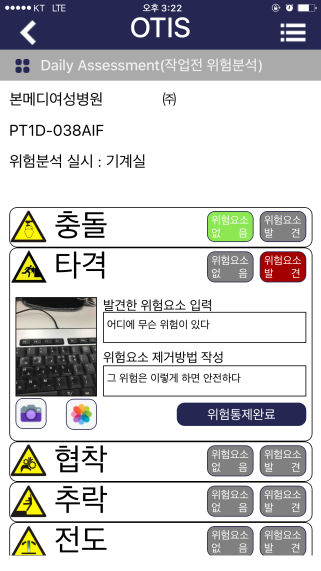 KT LTE 오후 3:22
OTIS
Daily Assessment(작업전 위험분석)
본메디여성병원 ㈜
PT1D-038AIF
위험분석 실시 : 기계실
충돌
위험요소
없 음
위험요소
발 견
타격
위험요소
없 음
위험요소
발 견
발견한 위험요소 입력
어디에 무슨 위험이 있다
위험요소 제거방법 작성
그 위험은 이렇게 하면 안전하다
위험통제완료
협착
위험요소
없 음
위험요소
발 견
추락
위험요소
없 음
위험요소
발 견
전도
위험요소
없 음
위험요소
발 견